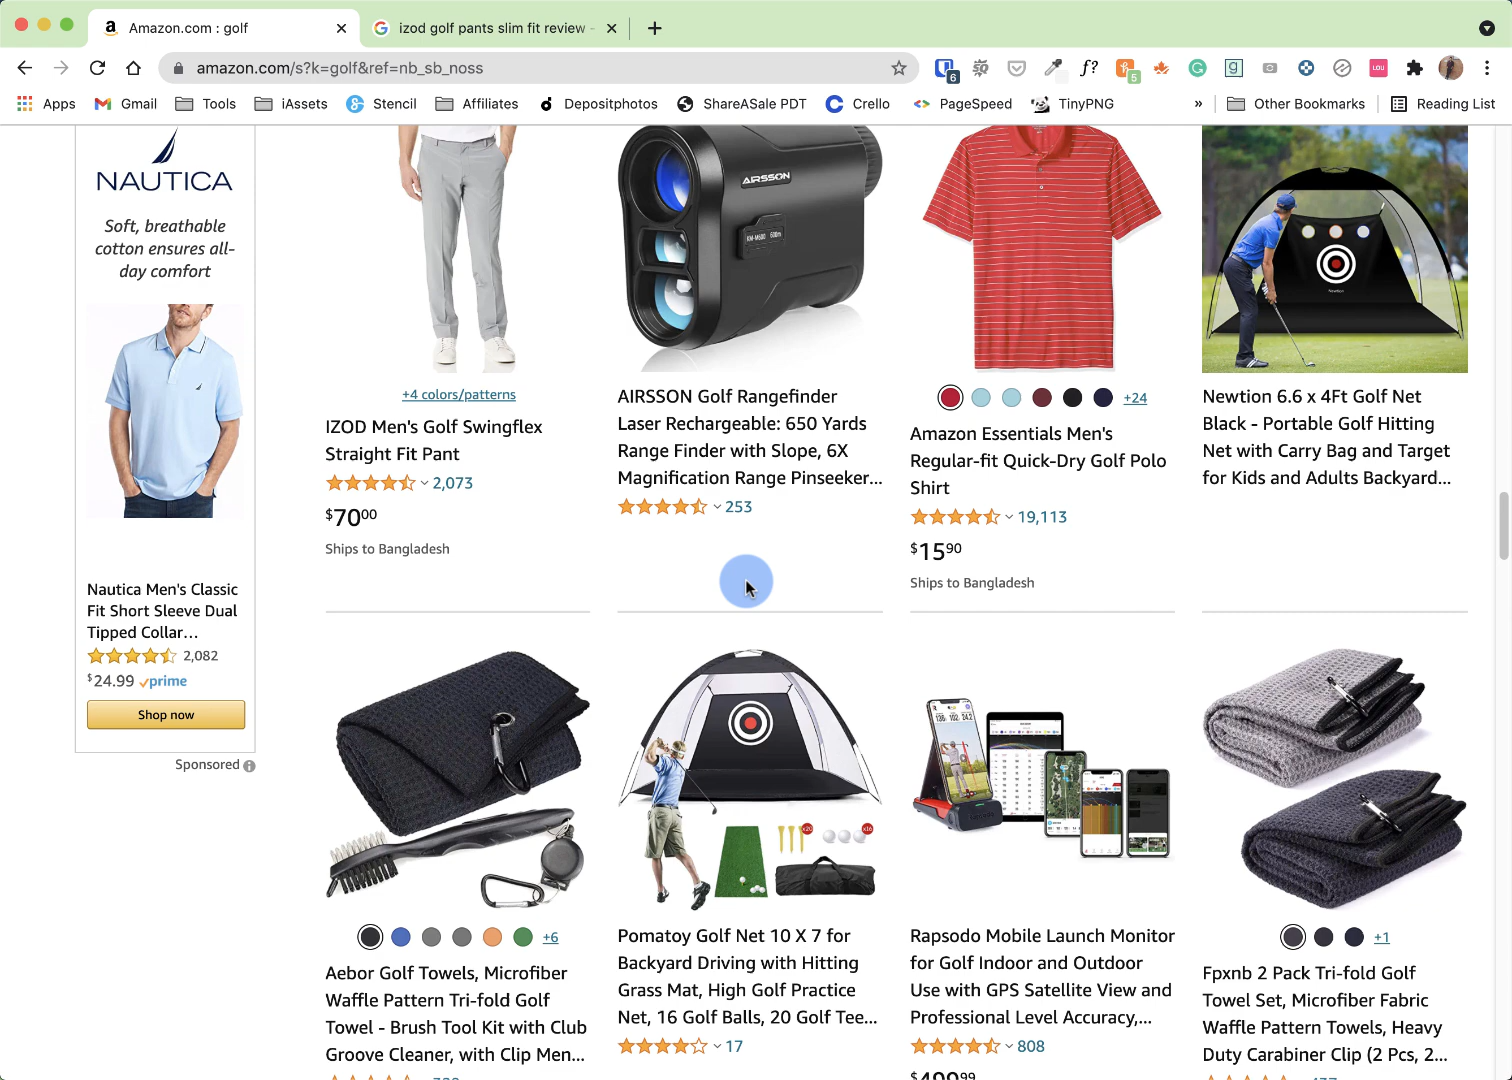 Amazon.com : golf
izod golf pants slim fit review -
amazon.com/s?k=golf&ref=nb_sb_noss
Apps
Gmail
Tools
iAssets
Stencil
Affiliates
Depositphotos
ShareASale PDT
Crello
PageSpeed
TinyPNG
»
Other Bookmarks
Reading List
NAUTICA
Soft, breathable
cotton ensures all-
day comfort
Nautica Men's Classic
Fit Short Sleeve Dual
Tipped Collar...
2,082
$24.99 prime
Shop now
Sponsored
+4 colors/patterns
IZOD Men's Golf Swingflex
Straight Fit Pant
2,073
$70.00
Ships to Bangladesh
AIRSSON
AIRSSON Golf Rangefinder
Laser Rechargeable: 650 Yards
Range Finder with Slope, 6X
Magnification Range Pinseeker...
253
+24
Amazon Essentials Men's
Regular-fit Quick-Dry Golf Polo
Shirt
19,113
$15.90
Ships to Bangladesh
Newtion
Newtion 6.6 x 4Ft Golf Net
Black - Portable Golf Hitting
Net with Carry Bag and Target
for Kids and Adults Backyard...
+6
Aebor Golf Towels, Microfiber
Waffle Pattern Tri-fold Golf
Towel - Brush Tool Kit with Club
Groove Cleaner, with Clip Men...
x20
x16
Pomatoy Golf Net 10 X 7 for
Backyard Driving with Hitting
Grass Mat, High Golf Practice
Net, 16 Golf Balls, 20 Golf Tee...
17
Rapsodo Mobile Launch Monitor
for Golf Indoor and Outdoor
Use with GPS Satellite View and
Professional Level Accuracy,...
808
$499.99
+1
Fpxnb 2 Pack Tri-fold Golf
Towel Set, Microfiber Fabric
Waffle Pattern Towels, Heavy
Duty Carabiner Clip (2 Pcs, 2...